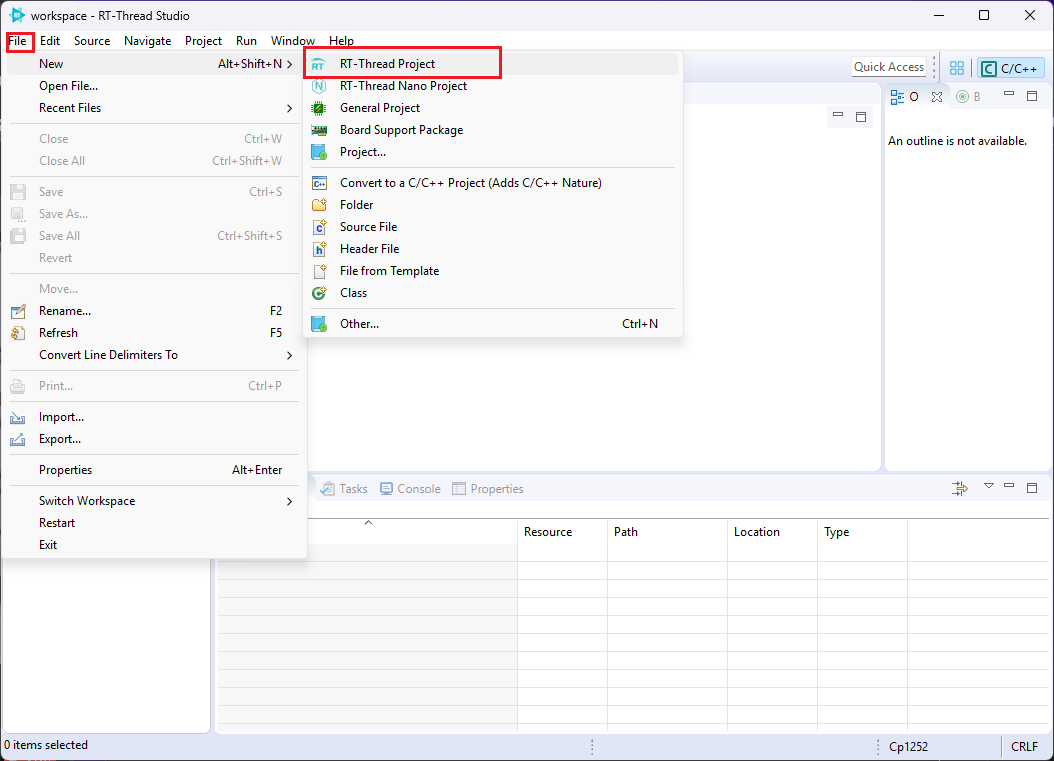 workspace - RT-Thread Studio
File Edit Source Navigate Project Run Window Help
New Alt+Shift+N
Open File...
Recent Files
Close Ctrl+W
Close All Ctrl+Shift+W
Save Ctrl+S
Save As...
Save All Ctrl+Shift+S
Revert
Move...
Rename... F2
Refresh F5
Convert Line Delimiters To
Print... Ctrl+P
Import...
Export...
Properties Alt+Enter
Switch Workspace
Restart
Exit
RT-Thread Project
RT-Thread Nano Project
General Project
Board Support Package
Project...
Convert to a C/C++ Project (Adds C/C++ Nature)
Folder
Source File
Header File
File from Template
Class
Other... Ctrl+N
Quick Access C/C++
O B
An outline is not available.
Tasks Console Properties
Resource Path Location Type
0 items selected Cp1252 CRLF